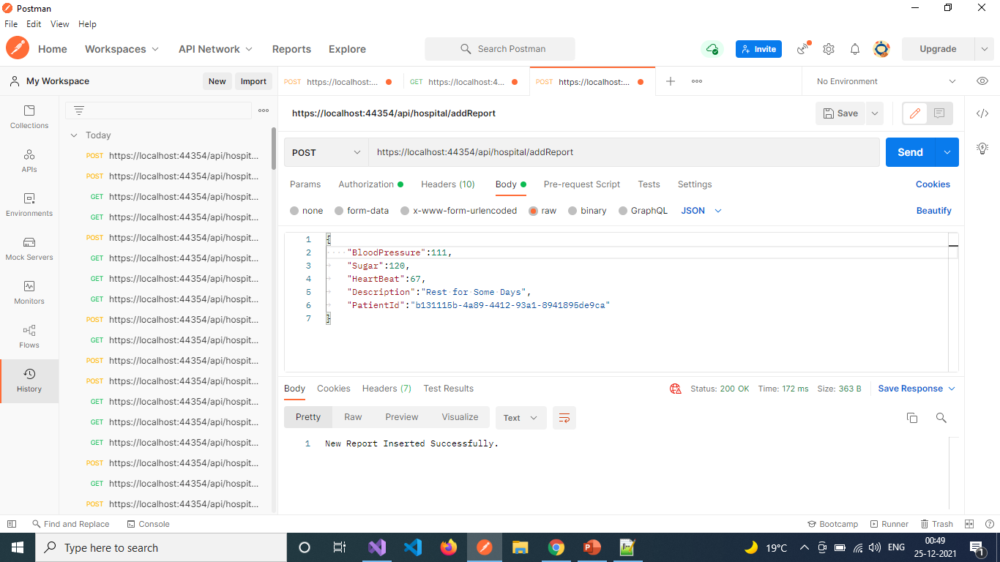 Postman
File Edit View Help
Home Workspaces API Network Reports Explore Search Postman Invite Upgrade
My Workspace New Import
POST https://localhost:... GET https://localhost:4... POST https://localhost:... No Environment
Collections
APIs
Environments
Mock Servers
Monitors
Flows
History
Today
POST https://localhost:44354/api/hospit...
POST https://localhost:44354/api/hospit...
GET https://localhost:44354/api/hospit...
GET https://localhost:44354/api/hospit...
POST https://localhost:44354/api/hospit...
GET https://localhost:44354/api/hospit...
GET https://localhost:44354/api/hospit...
GET https://localhost:44354/api/hospit...
POST https://localhost:44354/api/hospit...
GET https://localhost:44354/api/hospit...
POST https://localhost:44354/api/hospit...
POST https://localhost:44354/api/hospit...
GET https://localhost:44354/api/hospit...
GET https://localhost:44354/api/hospit...
GET https://localhost:44354/api/hospit...
POST https://localhost:44354/api/hospit...
GET https://localhost:44354/api/hospit...
POST https://localhost:44354/api/hospit...
https://localhost:44354/api/hospital/addReport Save
POST https://localhost:44354/api/hospital/addReport Send
Params Authorization Headers (10) Body Pre-request Script Tests Settings Cookies
none form-data x-www-form-urlencoded raw binary GraphQL JSON Beautify
1 {
2 "BloodPressure":111,
3 "Sugar":120,
4 "HeartBeat":67,
5 "Description":"Rest for Some Days",
6 "PatientId":"b131115b-4a89-4412-93a1-8941895de9ca"
7 }
Body Cookies Headers (7) Test Results Status: 200 OK Time: 172 ms Size: 363 B Save Response
Pretty Raw Preview Visualize Text
1 New Report Inserted Successfully.
Find and Replace Console Bootcamp Runner Trash
Type here to search 19°C ENG 00:49
25-12-2021 1